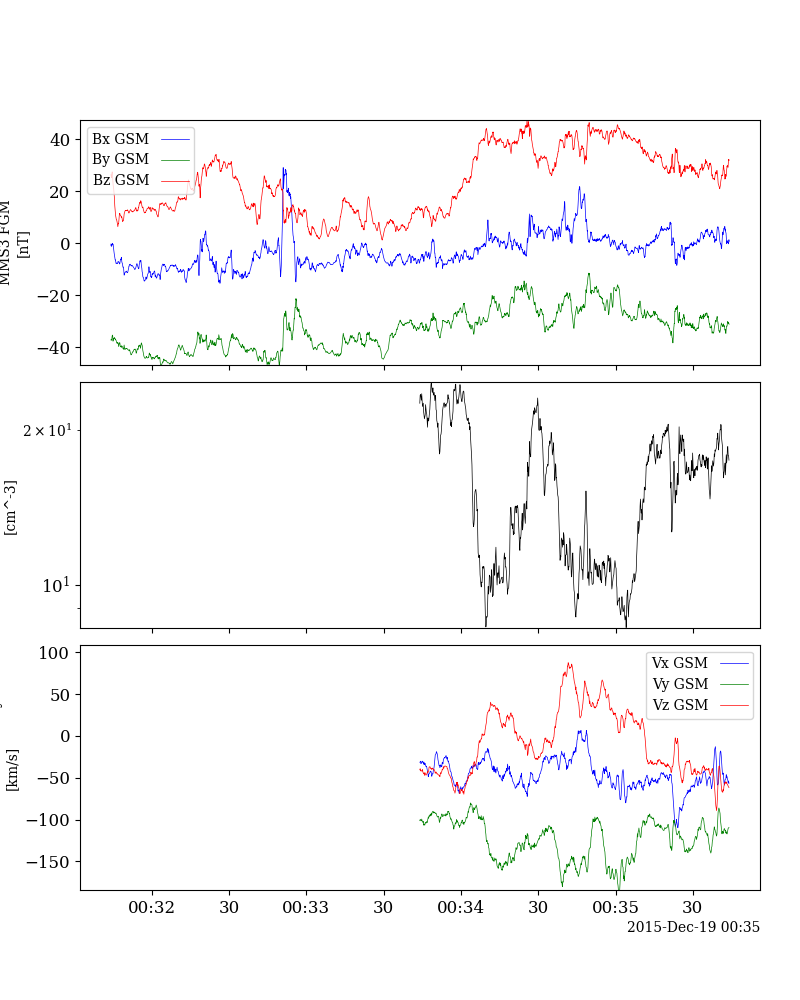 40
20
0
−20
−40
MMS3 FGM
[nT]
Bx GSM
By GSM
Bz GSM
2 × 10¹
10¹
[cm^-3]
100
50
0
−50
−100
−150
[km/s]
Vx GSM
Vy GSM
Vz GSM
00:32 30 00:33 30 00:34 30 00:35 30
2015-Dec-19 00:35